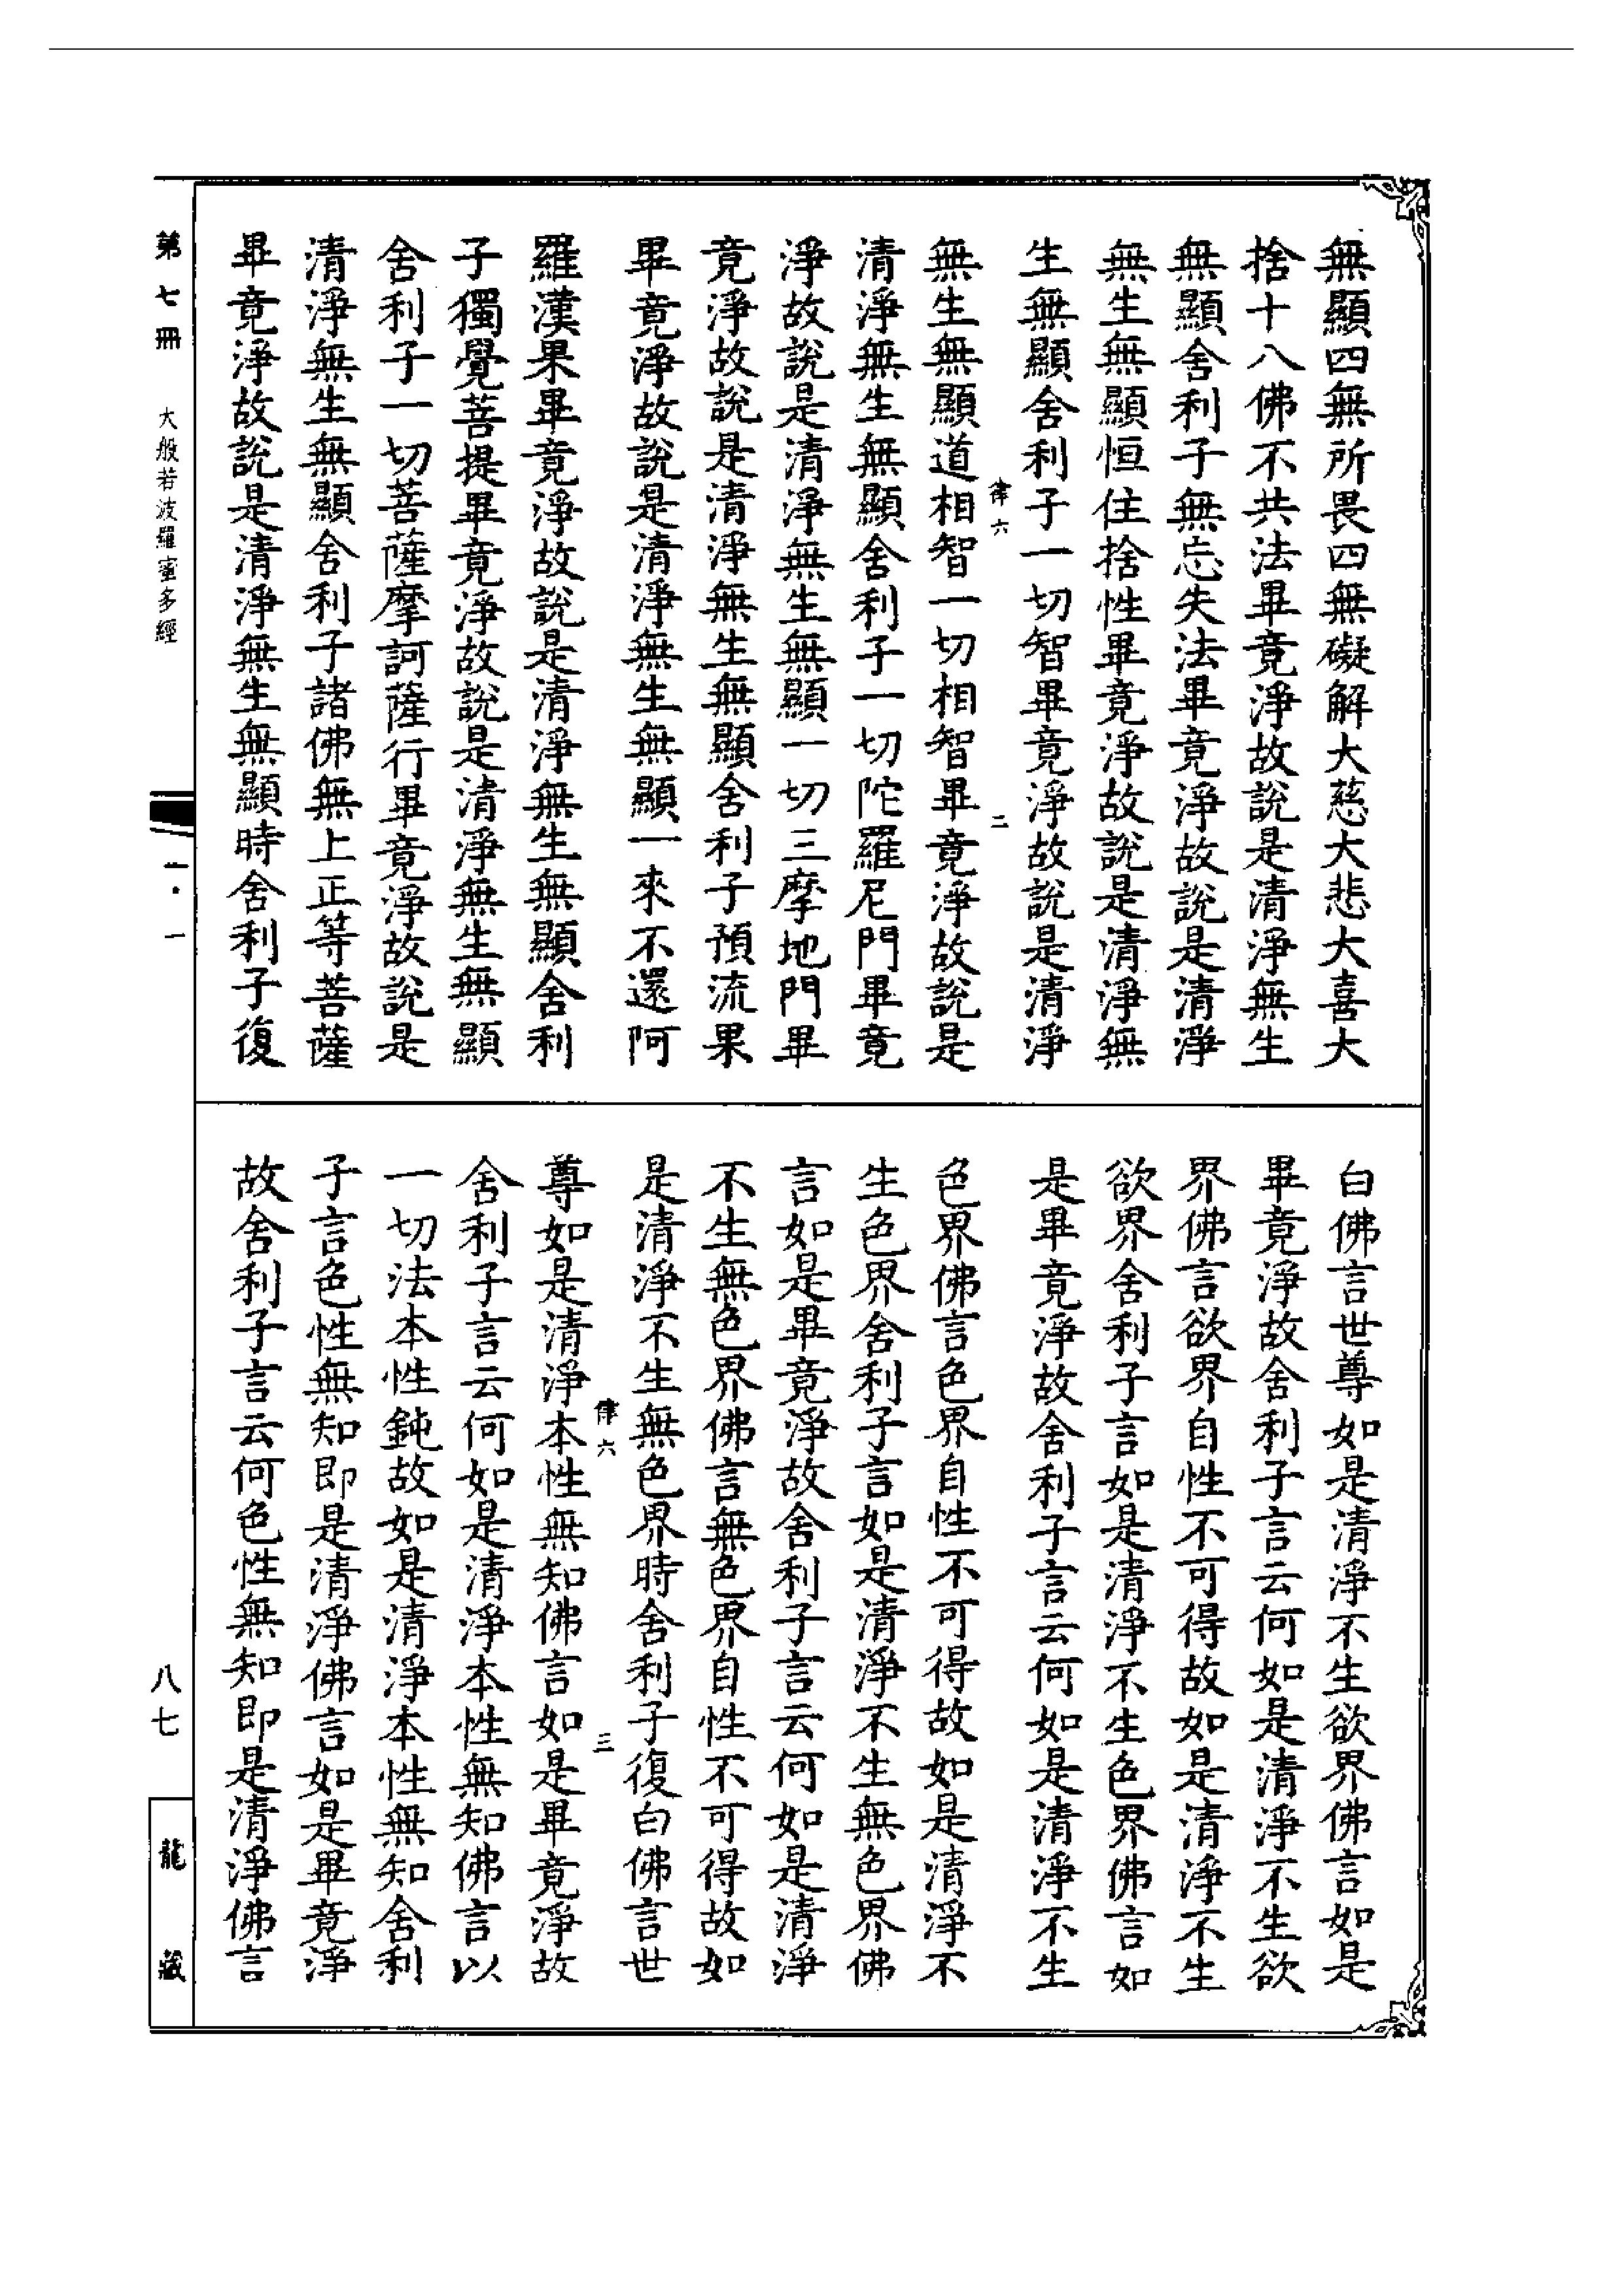 無顯四無所畏四無礙解大慈大悲大喜大
捨十八佛不共法畢竟淨故說是清淨無生
無顯舍利子無忘失法畢竟淨故說是清淨
無生無顯恒住捨性畢竟淨故說是清淨無
生無顯舍利子一切智畢竟淨故說是清淨
律六 二
無生無顯道相智一切相智畢竟淨故說是
清淨無生無顯舍利子一切陀羅尼門畢竟
淨故說是清淨無生無顯一切三摩地門畢
竟淨故說是清淨無生無顯舍利子預流果
畢竟淨故說是清淨無生無顯一來不還阿
羅漢果畢竟淨故說是清淨無生無顯舍利
子獨覺菩提畢竟淨故說是清淨無生無顯
舍利子一切菩薩摩訶薩行畢竟淨故說是
清淨無生無顯舍利子諸佛無上正等菩薩
畢竟淨故說是清淨無生無顯時舍利子復
白佛言世尊如是清淨不生欲界佛言如是
畢竟淨故舍利子言云何如是清淨不生欲
界佛言欲界自性不可得故如是清淨不生
欲界舍利子言如是清淨不生色界佛言如
是畢竟淨故舍利子言云何如是清淨不生
色界佛言色界自性不可得故如是清淨不
生色界舍利子言如是清淨不生無色界佛
言如是畢竟淨故舍利子言云何如是清淨
不生無色界佛言無色界自性不可得故如
是清淨不生無色界時舍利子復白佛言世
律六 三
尊如是清淨本性無知佛言如是畢竟淨故
舍利子言云何如是清淨本性無知佛言以
一切法本性鈍故如是清淨本性無知舍利
子言色性無知即是清淨佛言如是畢竟淨
故舍利子言云何色性無知即是清淨佛言
第七冊 大般若波羅蜜多經 八七 龍藏